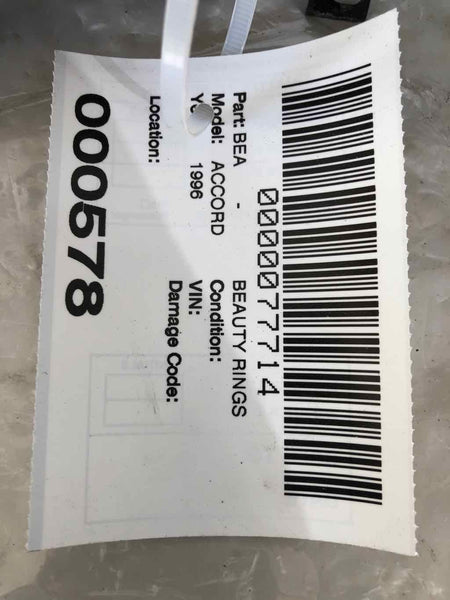 0000077714
Part: BEA - BEAUTY RINGS
Model: ACCORD Condition:
1996 VIN:
Damage Code:
Location:
000578